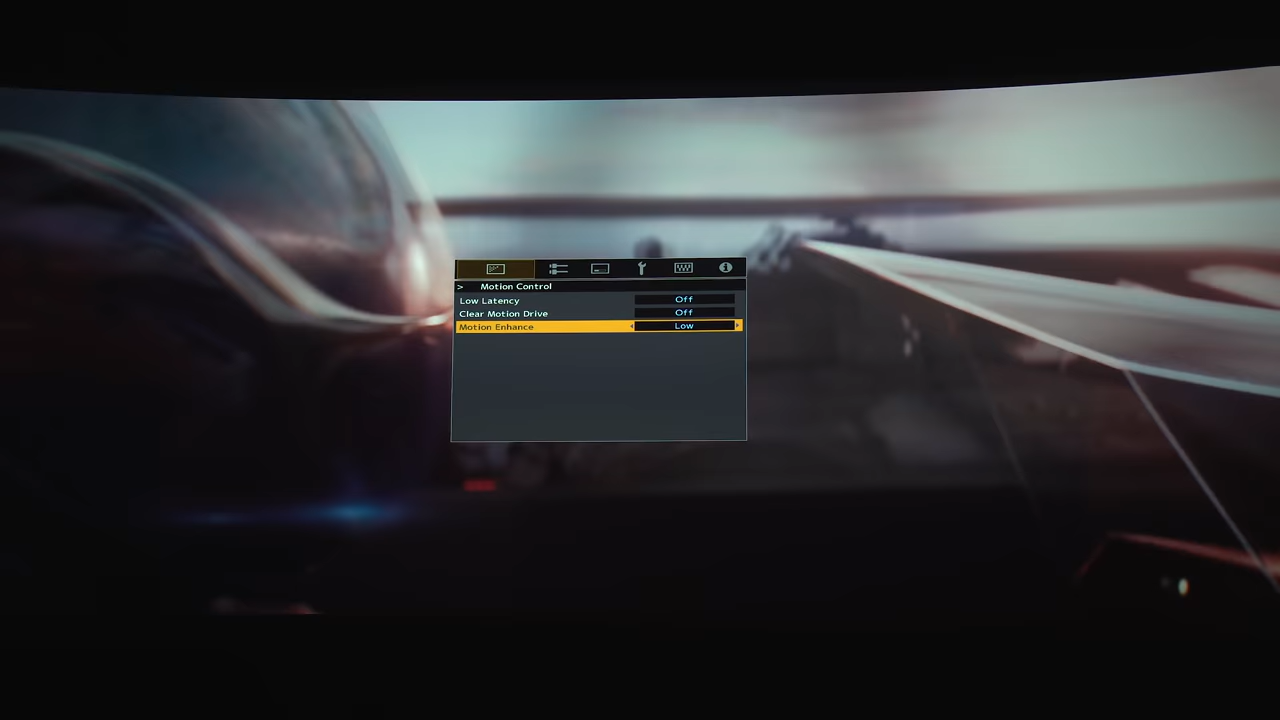 > Motion Control
Low Latency Off
Clear Motion Drive Off
Motion Enhance Low